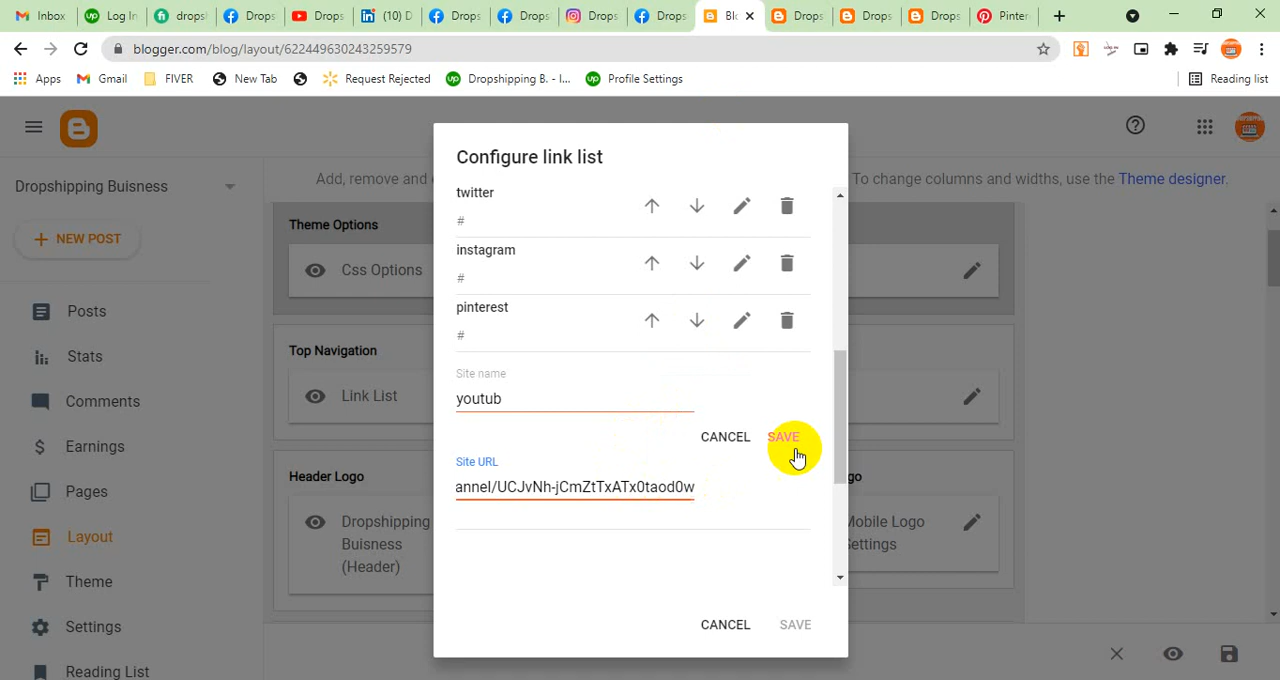 Inbox
Log In
drops
Drops
Drops
(10) D
Drops
Drops
Drops
Drops
Blo
Drops
Drops
Drops
Pinter
blogger.com/blog/layout/622449630243259579
Apps
Gmail
FIVER
New Tab
Request Rejected
Dropshipping B. - I...
Profile Settings
Reading list
Dropshipping Buisness
NEW POST
Posts
Stats
Comments
Earnings
Pages
Layout
Theme
Settings
Reading List
Add, remove and e
To change columns and widths, use the Theme designer.
Theme Options
Css Options
Top Navigation
Link List
Header Logo
Dropshipping
Buisness
(Header)
go
Mobile Logo
Settings
Configure link list
twitter
#
instagram
#
pinterest
#
Site name
youtub
CANCEL SAVE
Site URL
annel/UCJvNh-jCmZtTxATx0taod0w
CANCEL SAVE